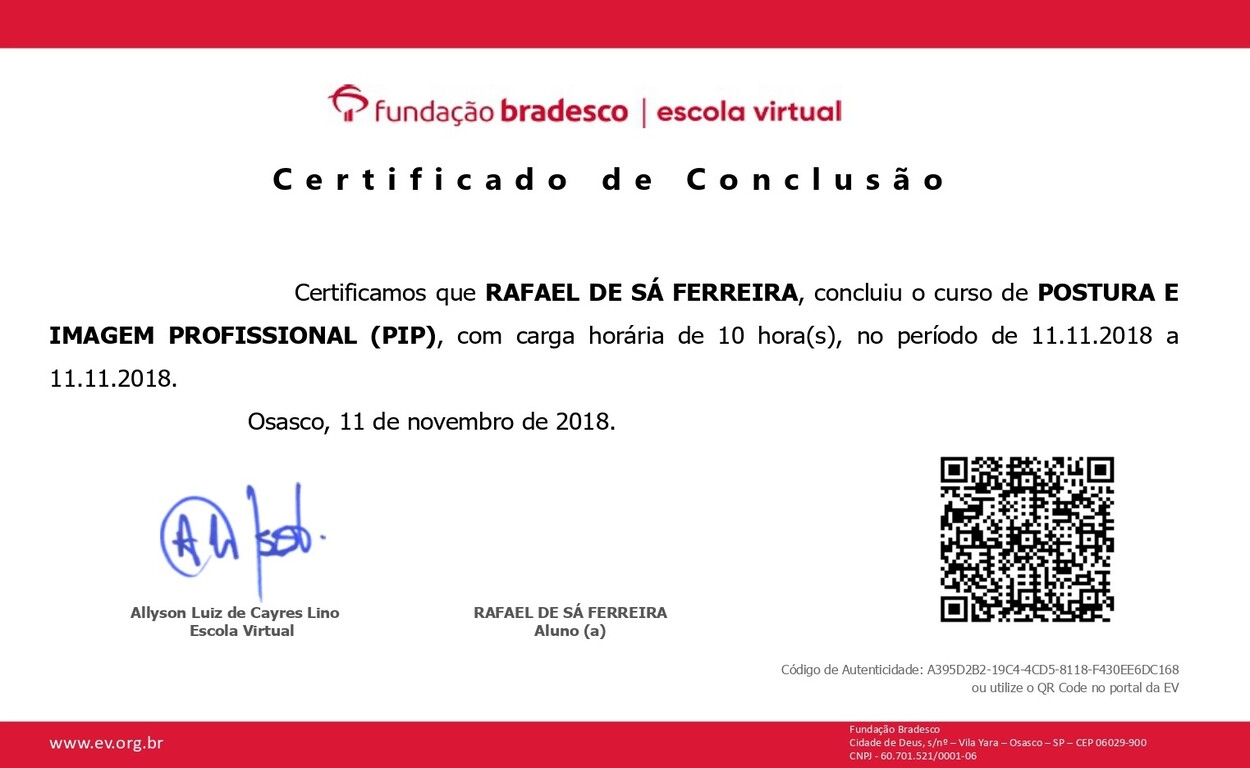 fundação bradesco | escola virtual
Certificado de Conclusão
Certificamos que RAFAEL DE SÁ FERREIRA, concluiu o curso de POSTURA E
IMAGEM PROFISSIONAL (PIP), com carga horária de 10 hora(s), no período de 11.11.2018 a
11.11.2018.
Osasco, 11 de novembro de 2018.
Allyson Luiz de Cayres Lino
Escola Virtual
RAFAEL DE SÁ FERREIRA
Aluno (a)
Código de Autenticidade: A395D2B2-19C4-4CD5-8118-F430EE6DC168
ou utilize o QR Code no portal da EV
www.ev.org.br
Fundação Bradesco
Cidade de Deus, s/nº – Vila Yara – Osasco – SP – CEP 06029-900
CNPJ - 60.701.521/0001-06